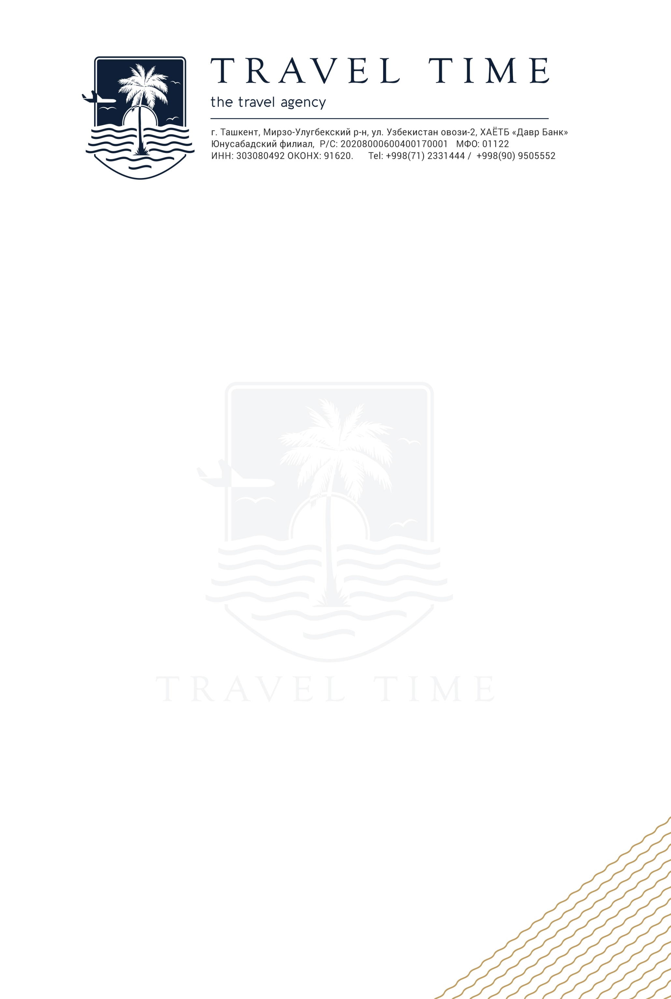 TRAVEL TIME
the travel agency
г. Ташкент, Мирзо-Улугбекский р-н, ул. Узбекистан овози-2, ХАЁТБ «Давр Банк»
Юнусабадский филиал, Р/С: 20208000600400170001 МФО: 01122
ИНН: 303080492 ОКОНХ: 91620. Tel: +998(71) 2331444 / +998(90) 9505552
TRAVEL TIME